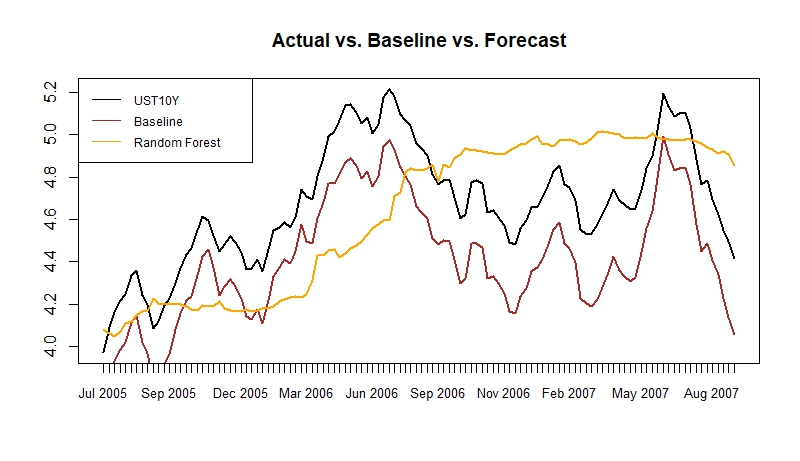 Actual vs. Baseline vs. Forecast
UST10Y
Baseline
Random Forest
5.2
5.0
4.8
4.6
4.4
4.2
4.0
Jul 2005 Sep 2005 Dec 2005 Mar 2006 Jun 2006 Sep 2006 Nov 2006 Feb 2007 May 2007 Aug 2007